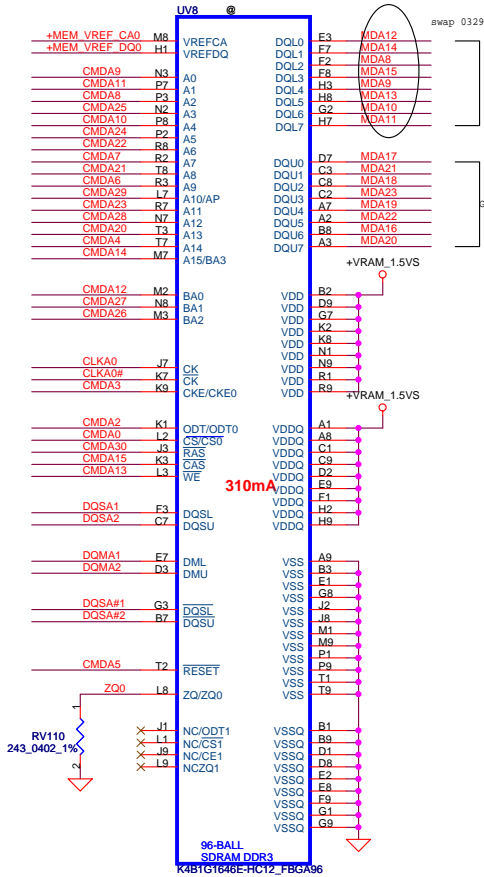 UV8 @
swap 0329
+MEM_VREF_CA0 M8 VREFCA DQL0 E3 MDA12
+MEM_VREF_DQ0 H1 VREFDQ DQL1 F7 MDA14
DQL2 F2 MDA8
CMDA9 N3 A0 DQL3 F8 MDA15
CMDA11 P7 A1 DQL4 H3 MDA9
CMDA8 P3 A2 DQL5 H8 MDA13
CMDA25 N2 A3 DQL6 G2 MDA10
CMDA10 P8 A4 DQL7 H7 MDA11
CMDA24 P2 A5
CMDA22 R8 A6
CMDA7 R2 A7 DQU0 D7 MDA17
CMDA21 T8 A8 DQU1 C3 MDA21
CMDA6 R3 A9 DQU2 C8 MDA18
CMDA29 L7 A10/AP DQU3 C2 MDA23
CMDA23 R7 A11 DQU4 A7 MDA19
CMDA28 N7 A12 DQU5 A2 MDA22
CMDA20 T3 A13 DQU6 B8 MDA16
CMDA4 T7 A14 DQU7 A3 MDA20
CMDA14 M7 A15/BA3
+VRAM_1.5VS
CMDA12 M2 BA0 VDD B2
CMDA27 N8 BA1 VDD D9
CMDA26 M3 BA2 VDD G7
VDD K2
VDD K8
VDD N1
CLKA0 J7 CK VDD N9
CLKA0# K7 CK VDD R1
CMDA3 K9 CKE/CKE0 VDD R9
+VRAM_1.5VS
CMDA2 K1 ODT/ODT0 VDDQ A1
CMDA0 L2 CS/CS0 VDDQ A8
CMDA30 J3 RAS VDDQ C1
CMDA15 K3 CAS VDDQ C9
CMDA13 L3 WE VDDQ D2
310mA VDDQ E9
VDDQ F1
DQSA1 F3 DQSL VDDQ H2
DQSA2 C7 DQSU VDDQ H9
DQMA1 E7 DML VSS A9
DQMA2 D3 DMU VSS B3
VSS E1
VSS G8
DQSA#1 G3 DQSL VSS J2
DQSA#2 B7 DQSU VSS J8
VSS M1
VSS M9
VSS P1
CMDA5 T2 RESET VSS P9
VSS T1
ZQ0 L8 ZQ/ZQ0 VSS T9
1
RV110
243_0402_1%
2
J1 NC/ODT1 VSSQ B1
L1 NC/CS1 VSSQ B9
J9 NC/CE1 VSSQ D1
L9 NCZQ1 VSSQ D8
VSSQ E2
VSSQ E8
VSSQ F9
VSSQ G1
VSSQ G9
96-BALL
SDRAM DDR3
K4B1G1646E-HC12_FBGA96